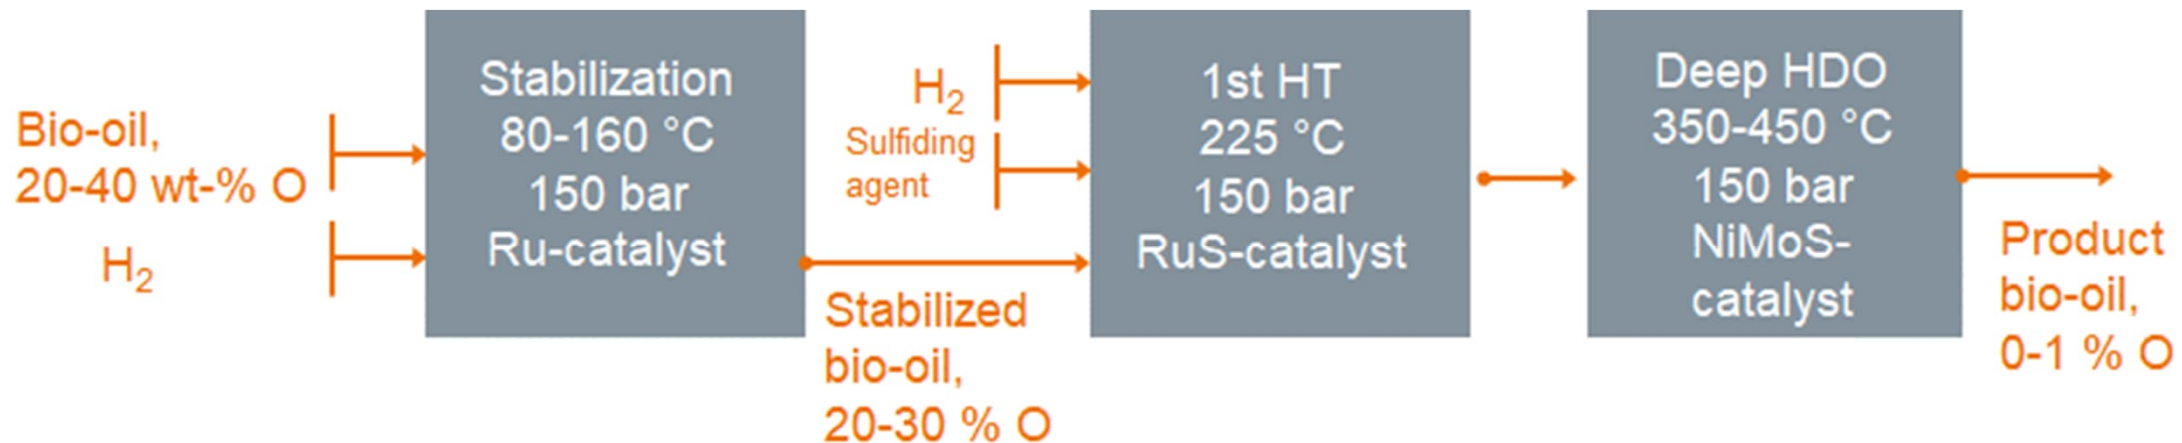 Bio-oil,
20-40 wt-% O
H₂
Stabilization
80-160 °C
150 bar
Ru-catalyst
Stabilized
bio-oil,
20-30 % O
H₂
Sulfiding
agent
1st HT
225 °C
150 bar
RuS-catalyst
Deep HDO
350-450 °C
150 bar
NiMoS-
catalyst
Product
bio-oil,
0-1 % O